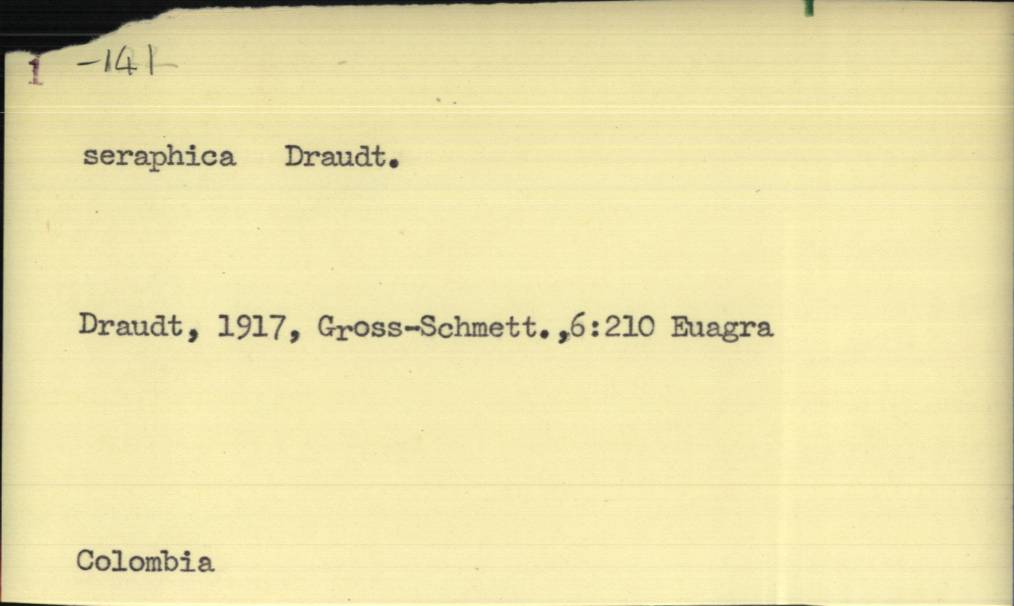 1 -141-
seraphica Draudt.
Draudt, 1917, Gross-Schmett.,6:210 Euagra
Colombia